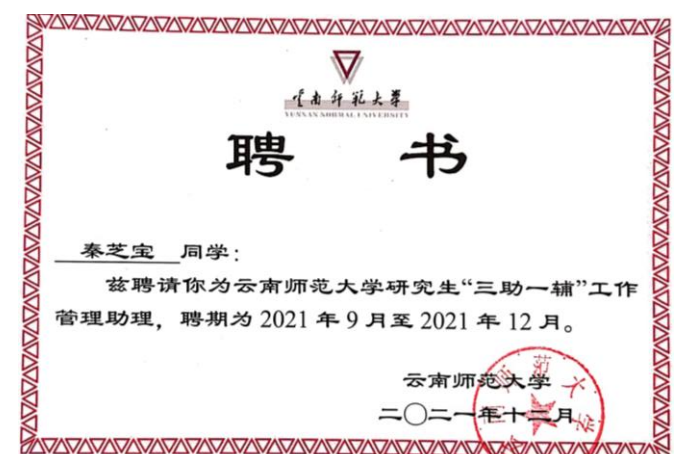 云南师范大学
YUNNAN NORMAL UNIVERSITY
聘 书
秦芝宝 同学：
兹聘请你为云南师范大学研究生“三助一辅”工作
管理助理，聘期为 2021 年 9 月至 2021 年 12 月。
云南师范大学
二〇二一年十二月